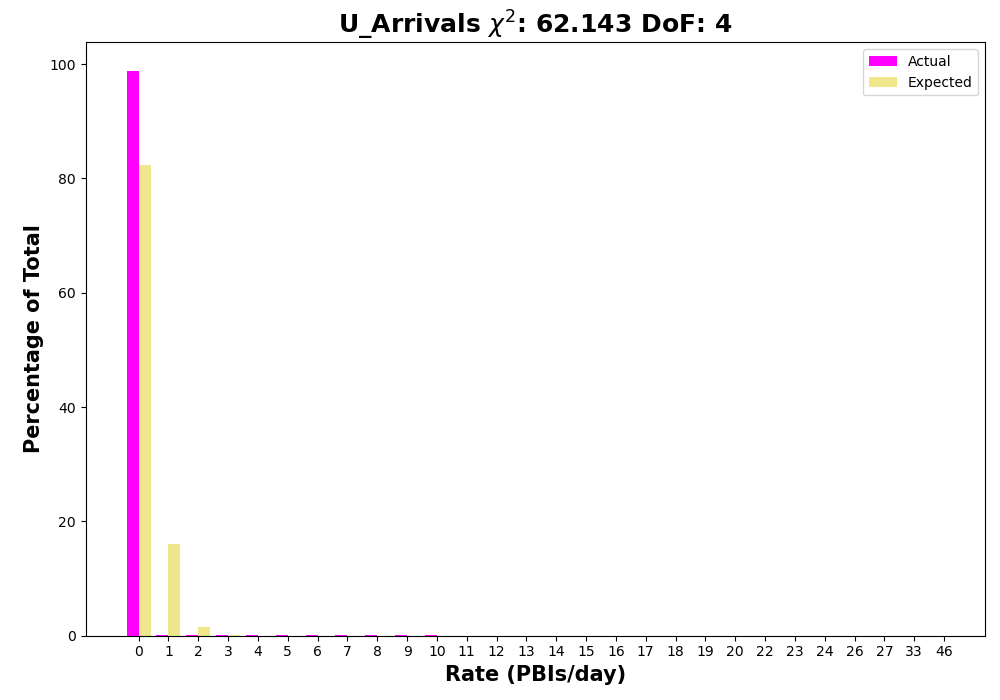 U_Arrivals χ²: 62.143 DoF: 4
Actual
Expected
Percentage of Total
100
80
60
40
20
0
0 1 2 3 4 5 6 7 8 9 10 11 12 13 14 15 16 17 18 19 20 22 23 24 26 27 33 46
Rate (PBIs/day)